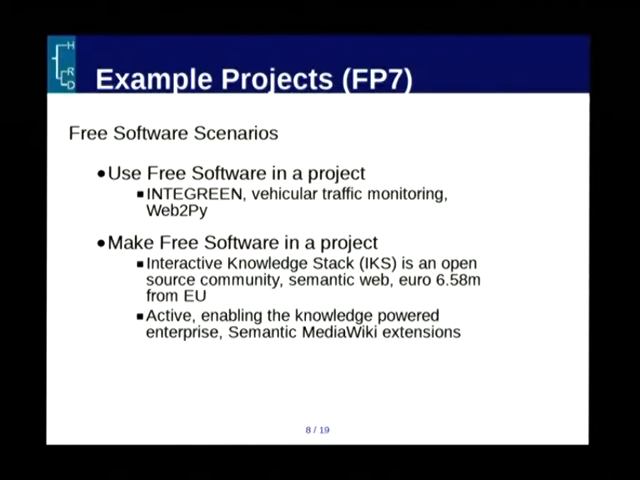 H
R
D
Example Projects (FP7)
Free Software Scenarios
•Use Free Software in a project
▪INTEGREEN, vehicular traffic monitoring,
Web2Py
•Make Free Software in a project
▪Interactive Knowledge Stack (IKS) is an open
source community, semantic web, euro 6.58m
from EU
▪Active, enabling the knowledge powered
enterprise, Semantic MediaWiki extensions
8 / 19